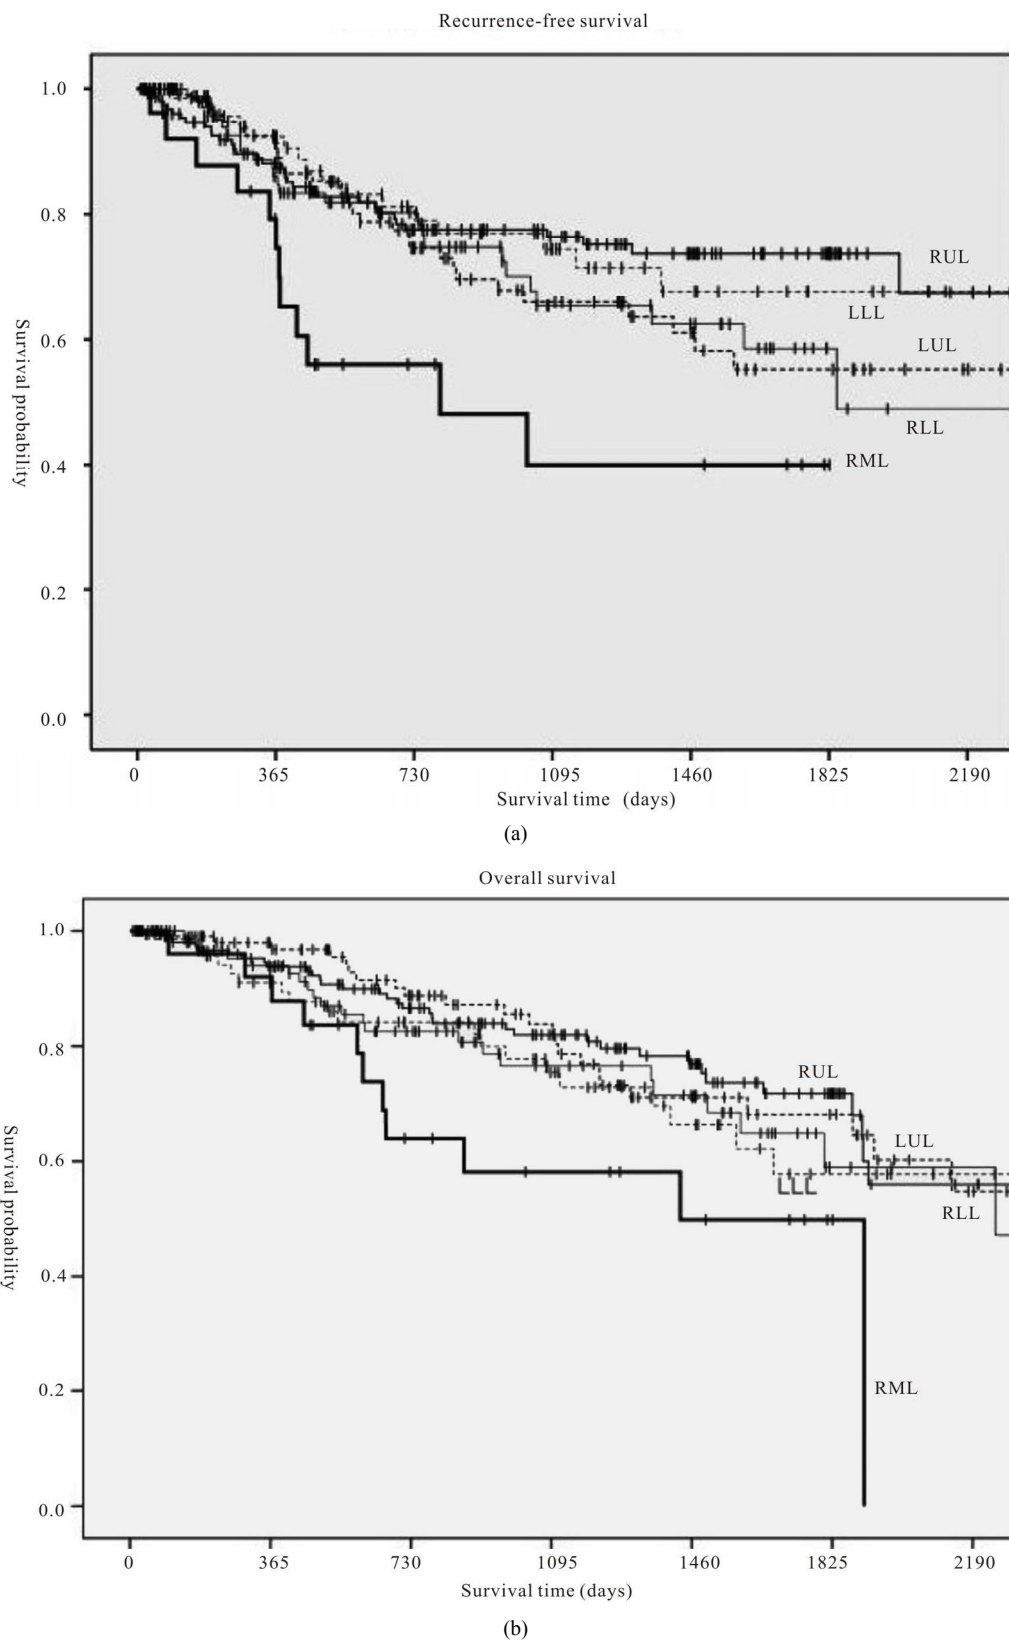 Recurrence-free survival
1.0
0.8
0.6
0.4
0.2
0.0
Survival probability
RUL
LLL
LUL
RLL
RML
0 365 730 1095 1460 1825 2190
Survival time (days)
(a)
Overall survival
1.0
0.8
0.6
0.4
0.2
0.0
Survival probability
RUL
LUL
LLL
RLL
RML
0 365 730 1095 1460 1825 2190
Survival time (days)
(b)